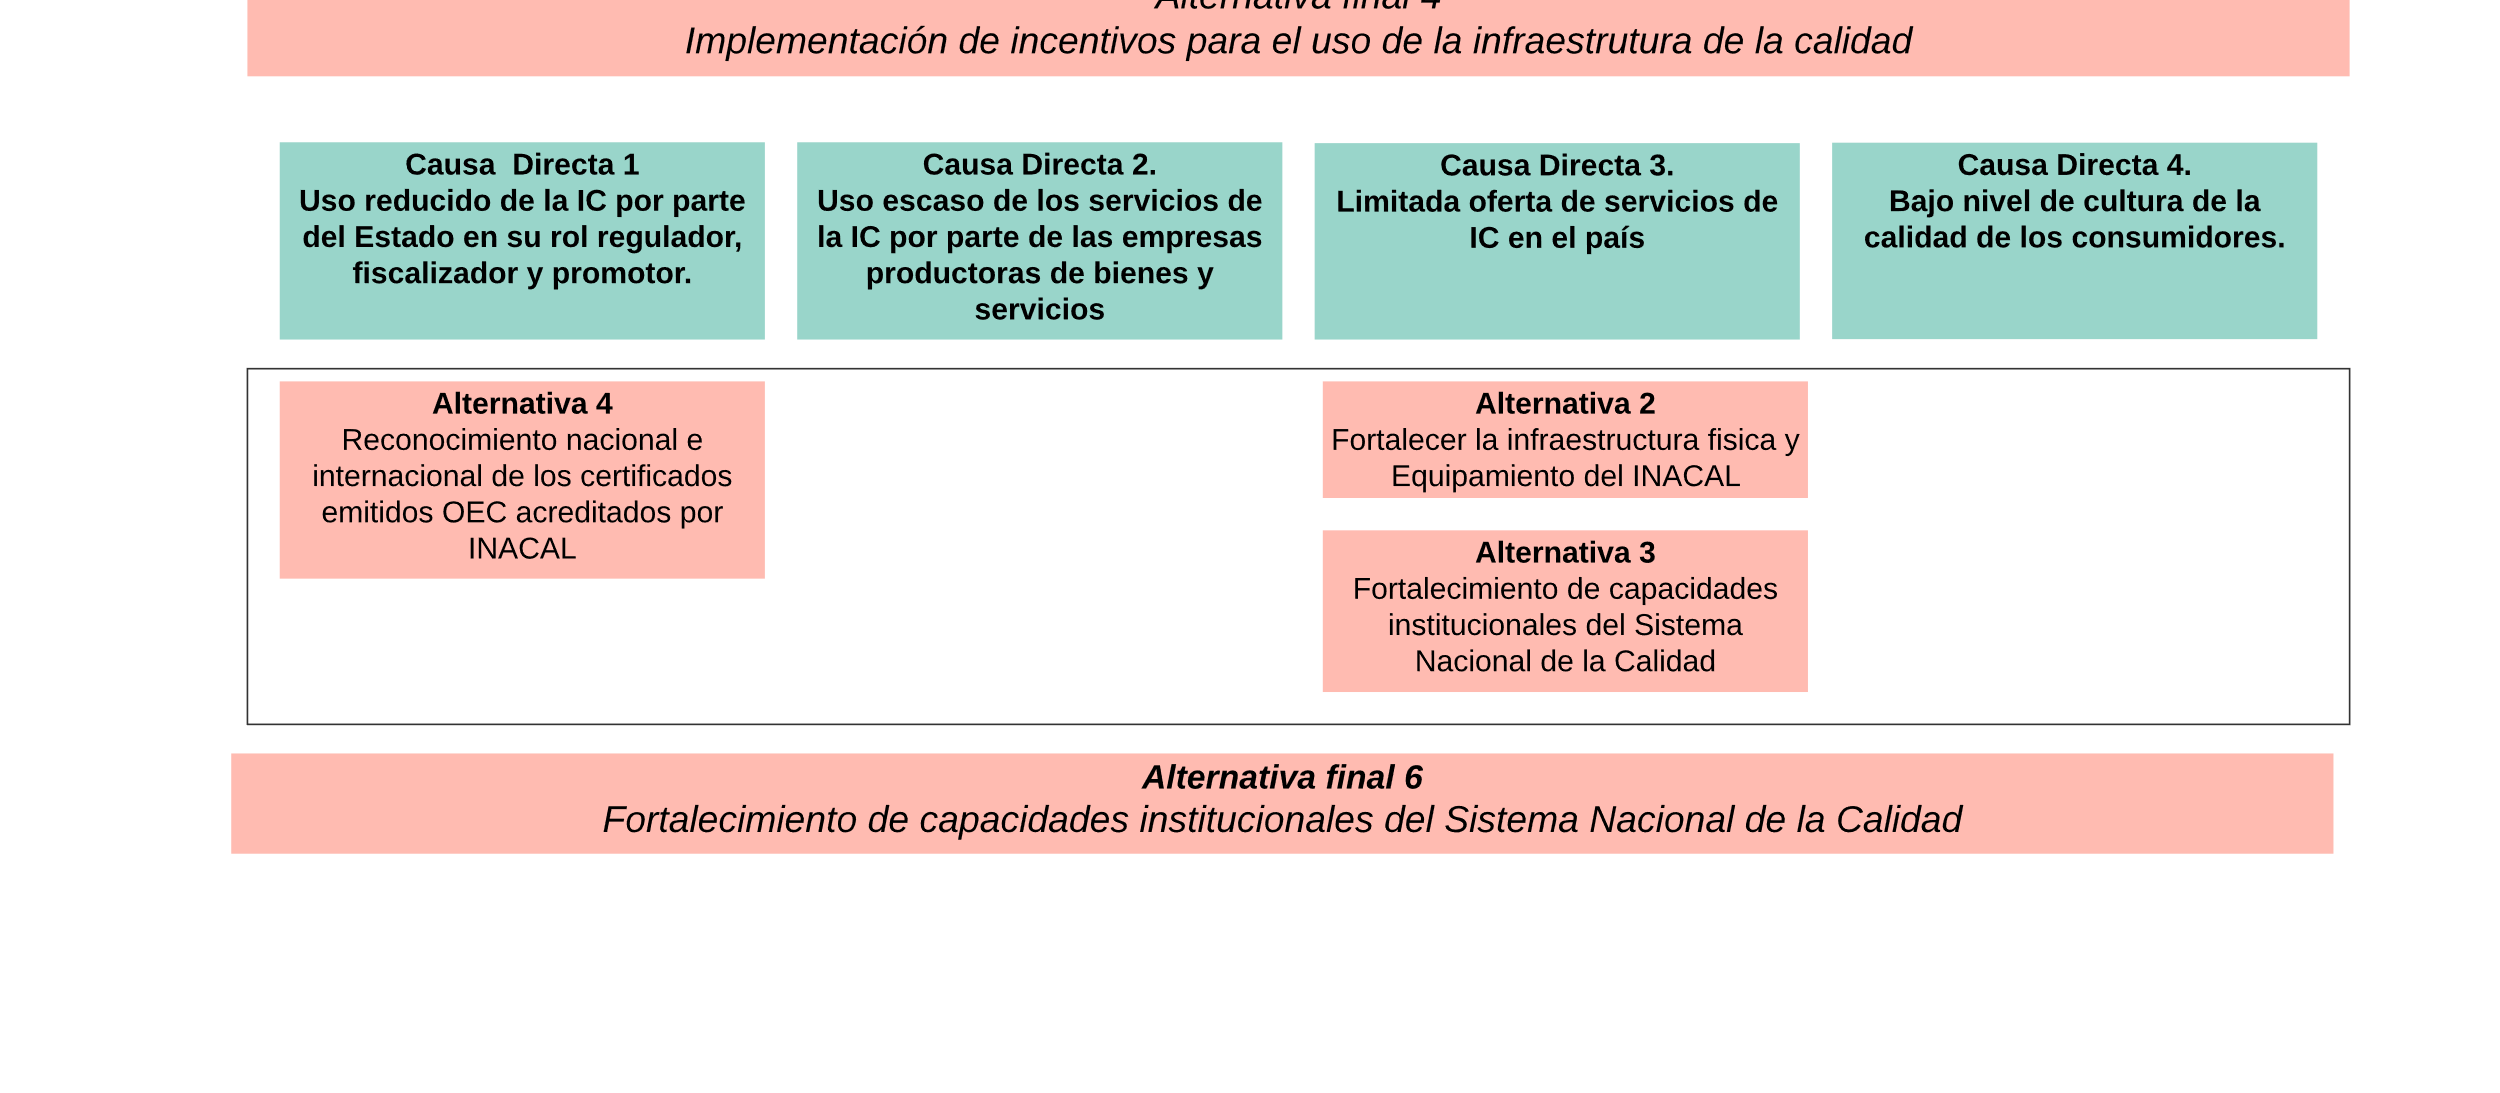 Alternativa final 4
Implementación de incentivos para el uso de la infraestrutura de la calidad
Causa  Directa 1
Uso reducido de la IC por parte
del Estado en su rol regulador,
fiscalizador y promotor.
Causa Directa 2.
Uso escaso de los servicios de
la IC por parte de las empresas
productoras de bienes y
servicios
Causa Directa 3.
Limitada oferta de servicios de
IC en el país
Causa Directa 4.
Bajo nivel de cultura de la
calidad de los consumidores.
Alternativa 4
Reconocimiento nacional e
internacional de los certificados
emitidos OEC acreditados por
INACAL
Alternativa 2
Fortalecer la infraestructura fisica y
Equipamiento del INACAL
Alternativa 3
Fortalecimiento de capacidades
institucionales del Sistema
Nacional de la Calidad
Alternativa final 6
Fortalecimiento de capacidades institucionales del Sistema Nacional de la Calidad